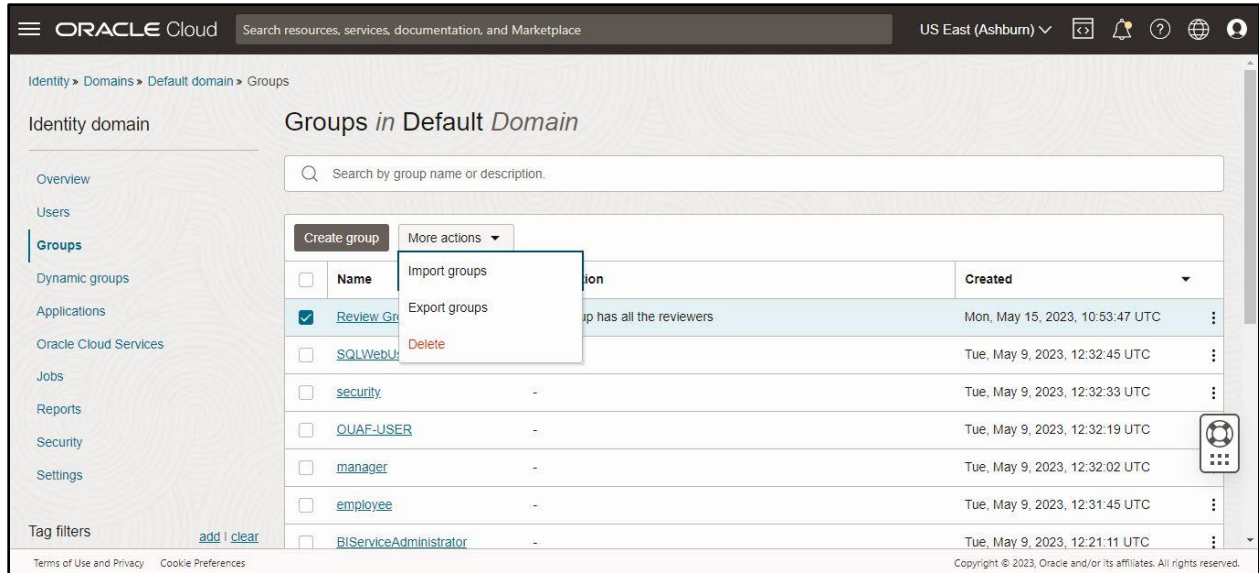 ORACLE Cloud Search resources, services, documentation, and Marketplace US East (Ashburn)
Identity » Domains » Default domain » Groups
Identity domain
Overview
Users
Groups
Dynamic groups
Applications
Oracle Cloud Services
Jobs
Reports
Security
Settings
Tag filters add | clear
Groups in Default Domain
Search by group name or description.
Create group More actions
Import groups
Export groups
Delete
Name ion Created
Review Gr up has all the reviewers Mon, May 15, 2023, 10:53:47 UTC
SQLWebU Tue, May 9, 2023, 12:32:45 UTC
security - Tue, May 9, 2023, 12:32:33 UTC
OUAF-USER - Tue, May 9, 2023, 12:32:19 UTC
manager - Tue, May 9, 2023, 12:32:02 UTC
employee - Tue, May 9, 2023, 12:31:45 UTC
BIServiceAdministrator - Tue, May 9, 2023, 12:21:11 UTC
Terms of Use and Privacy Cookie Preferences Copyright © 2023, Oracle and/or its affiliates. All rights reserved.